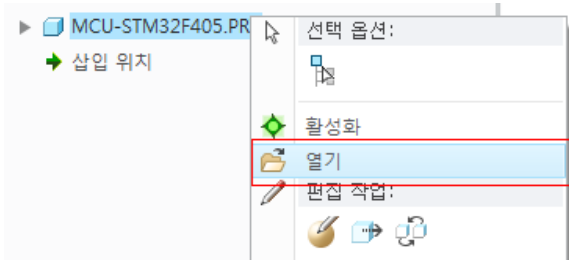 MCU-STM32F405.PR
선택 옵션:
삽입 위치
활성화
열기
편집 작업: